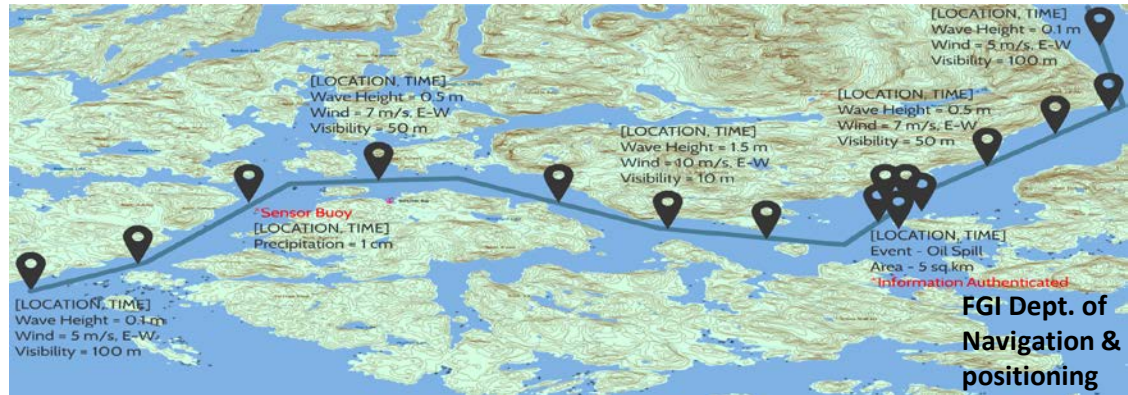 [LOCATION, TIME]
Wave Height = 0.1 m
Wind = 5 m/s, E-W
Visibility = 100 m
[LOCATION, TIME]
Wave Height = 0.5 m
Wind = 7 m/s, E-W
Visibility = 50 m
[LOCATION, TIME]
Wave Height = 0.5 m
Wind = 7 m/s, E-W
Visibility = 50 m
[LOCATION, TIME]
Wave Height = 1.5 m
Wind = 10 m/s, E-W
Visibility = 10 m
*Sensor Buoy
[LOCATION, TIME]
Precipitation = 1 cm
[LOCATION, TIME]
Event - Oil Spill
Area - 5 sq.km
*Information Authenticated
[LOCATION, TIME]
Wave Height = 0.1 m
Wind = 5 m/s, E-W
Visibility = 100 m
FGI Dept. of
Navigation &
positioning